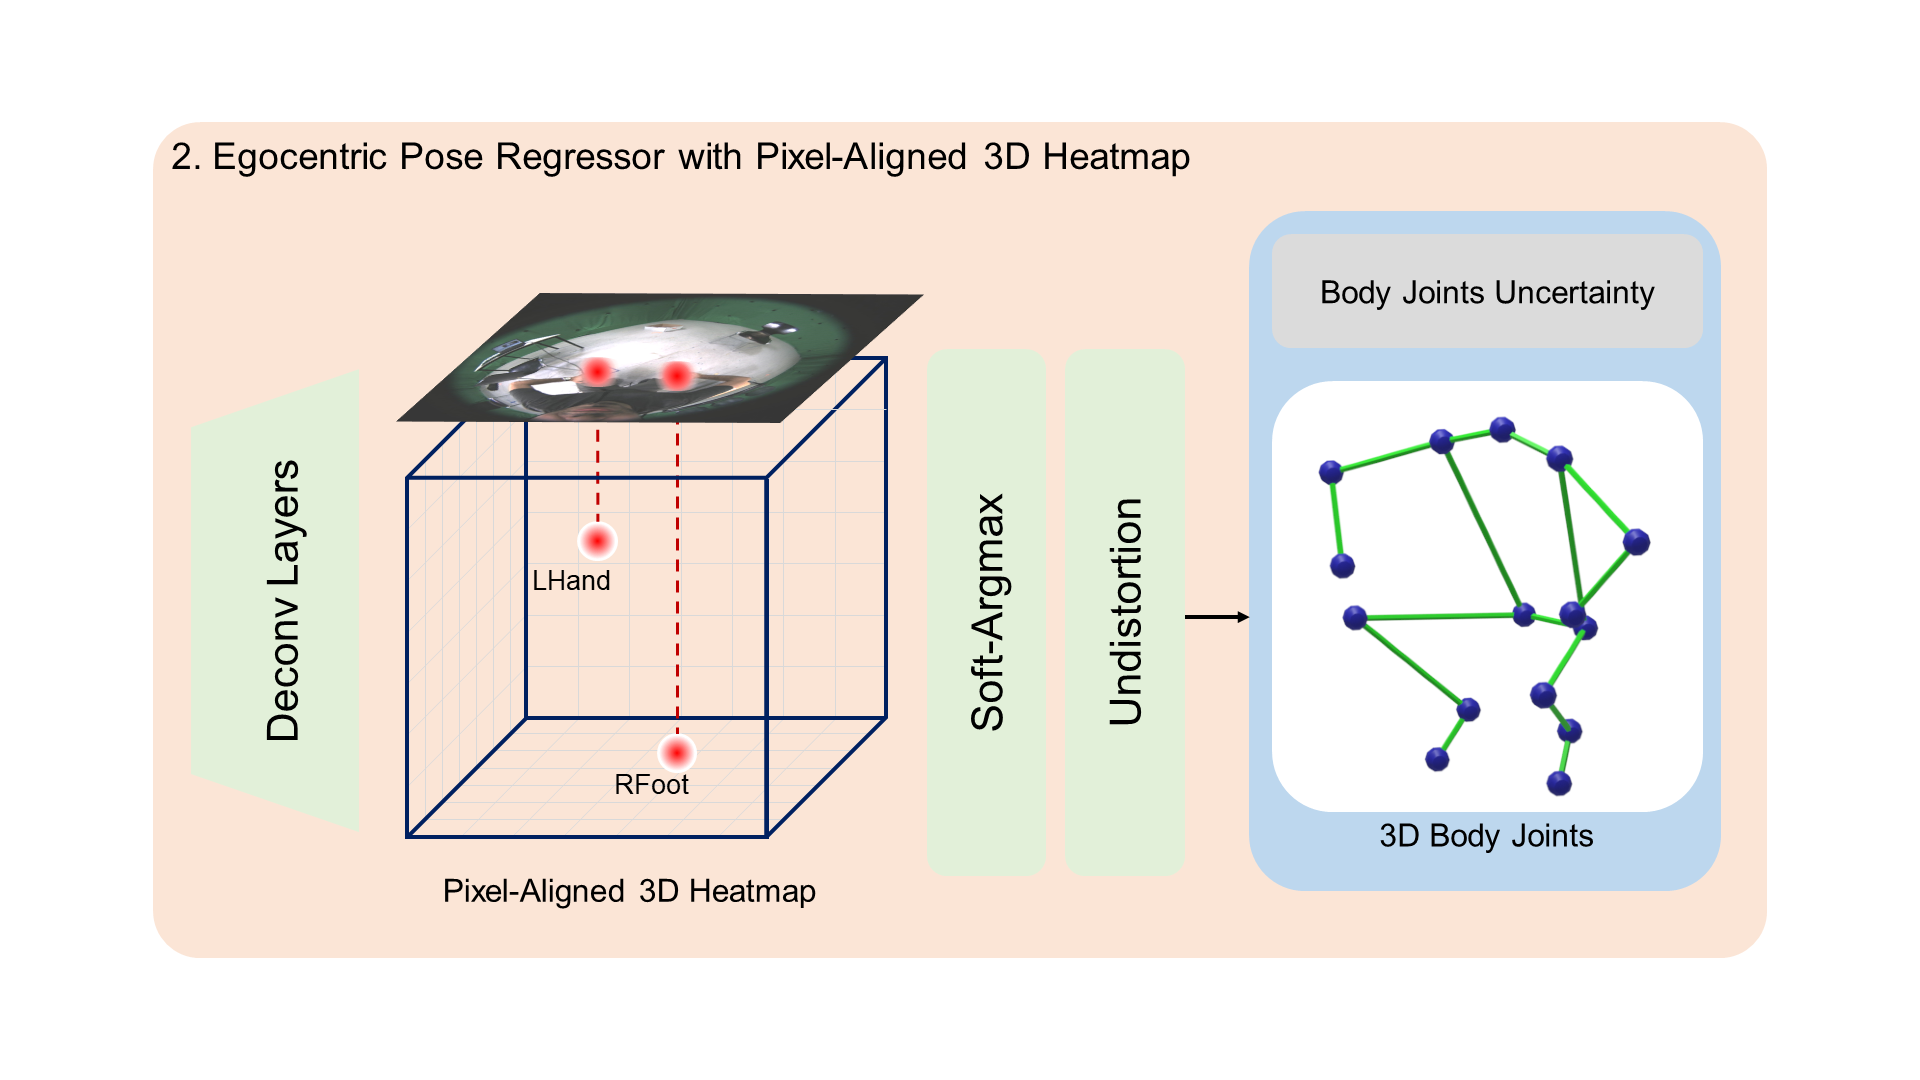 2. Egocentric Pose Regressor with Pixel-Aligned 3D Heatmap
Deconv Layers
LHand
RFoot
Pixel-Aligned 3D Heatmap
Soft-Argmax
Undistortion
Body Joints Uncertainty
3D Body Joints